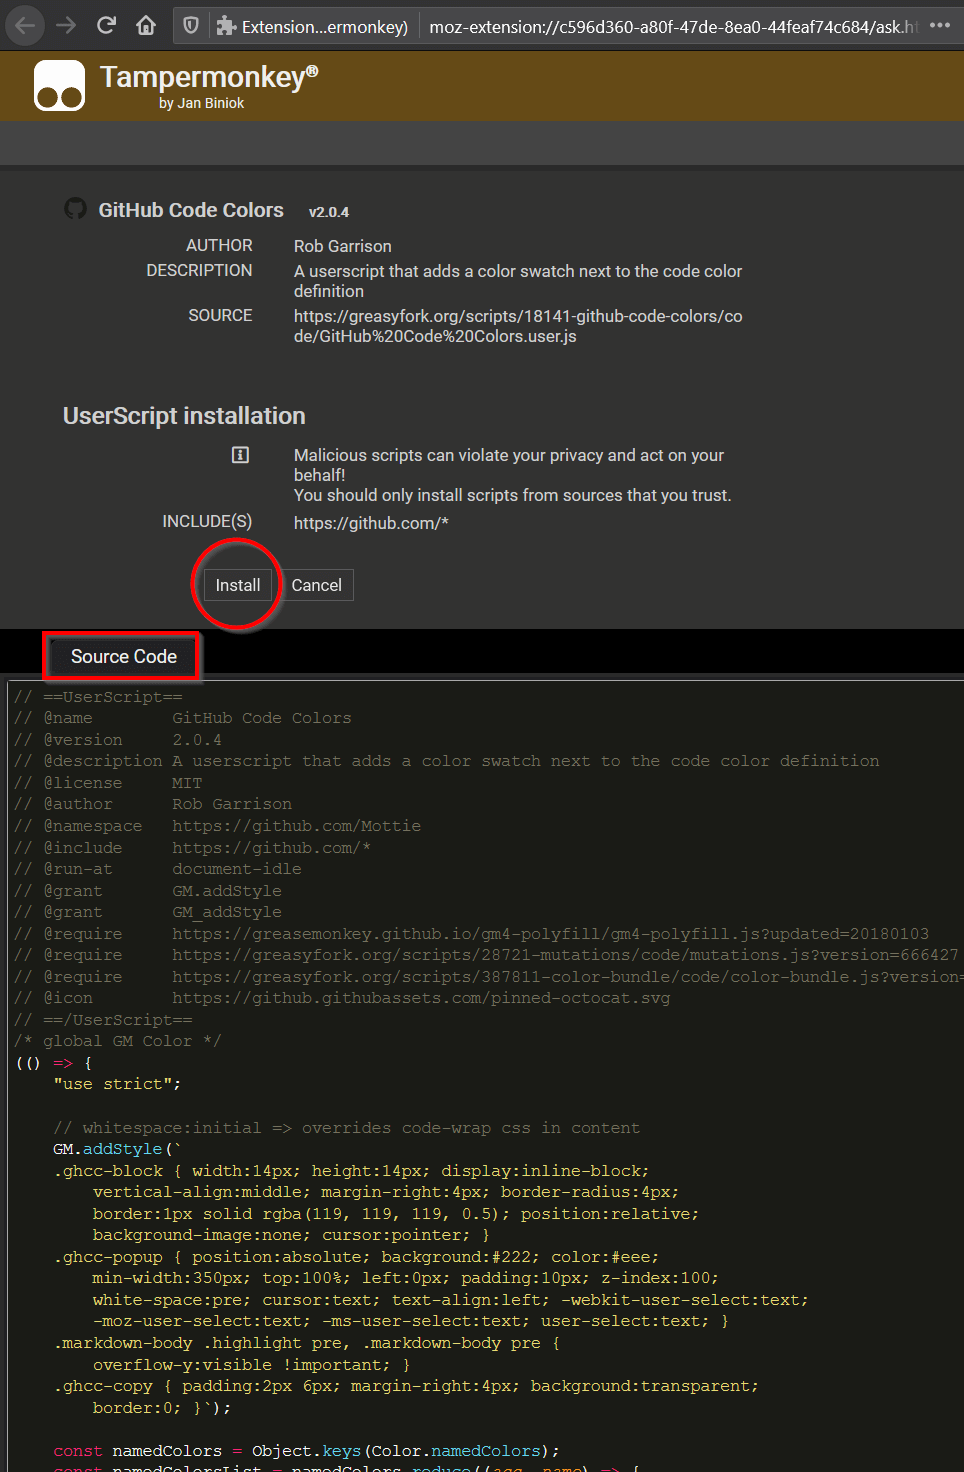 Extension...ermonkey) moz-extension://c596d360-a80f-47de-8ea0-44feaf74c684/ask.ht
Tampermonkey®
by Jan Biniok
GitHub Code Colors v2.0.4
AUTHOR Rob Garrison
DESCRIPTION A userscript that adds a color swatch next to the code color
definition
SOURCE https://greasyfork.org/scripts/18141-github-code-colors/co
de/GitHub%20Code%20Colors.user.js
UserScript installation
Malicious scripts can violate your privacy and act on your
behalf!
You should only install scripts from sources that you trust.
INCLUDE(S) https://github.com/*
Install Cancel
Source Code
// ==UserScript==
// @name        GitHub Code Colors
// @version     2.0.4
// @description A userscript that adds a color swatch next to the code color definition
// @license     MIT
// @author      Rob Garrison
// @namespace   https://github.com/Mottie
// @include     https://github.com/*
// @run-at      document-idle
// @grant       GM.addStyle
// @grant       GM_addStyle
// @require     https://greasemonkey.github.io/gm4-polyfill/gm4-polyfill.js?updated=20180103
// @require     https://greasyfork.org/scripts/28721-mutations/code/mutations.js?version=666427
// @require     https://greasyfork.org/scripts/387811-color-bundle/code/color-bundle.js?version=
// @icon        https://github.githubassets.com/pinned-octocat.svg
// ==/UserScript==
/* global GM Color */
(() => {
    "use strict";
    // whitespace:initial => overrides code-wrap css in content
    GM.addStyle(`
    .ghcc-block { width:14px; height:14px; display:inline-block;
        vertical-align:middle; margin-right:4px; border-radius:4px;
        border:1px solid rgba(119, 119, 119, 0.5); position:relative;
        background-image:none; cursor:pointer; }
    .ghcc-popup { position:absolute; background:#222; color:#eee;
        min-width:350px; top:100%; left:0px; padding:10px; z-index:100;
        white-space:pre; cursor:text; text-align:left; -webkit-user-select:text;
        -moz-user-select:text; -ms-user-select:text; user-select:text; }
    .markdown-body .highlight pre, .markdown-body pre {
        overflow-y:visible !important; }
    .ghcc-copy { padding:2px 6px; margin-right:4px; background:transparent;
        border:0; }`);
    const namedColors = Object.keys(Color.namedColors);
    const namedColorsList = namedColors.reduce((acc, name) => {